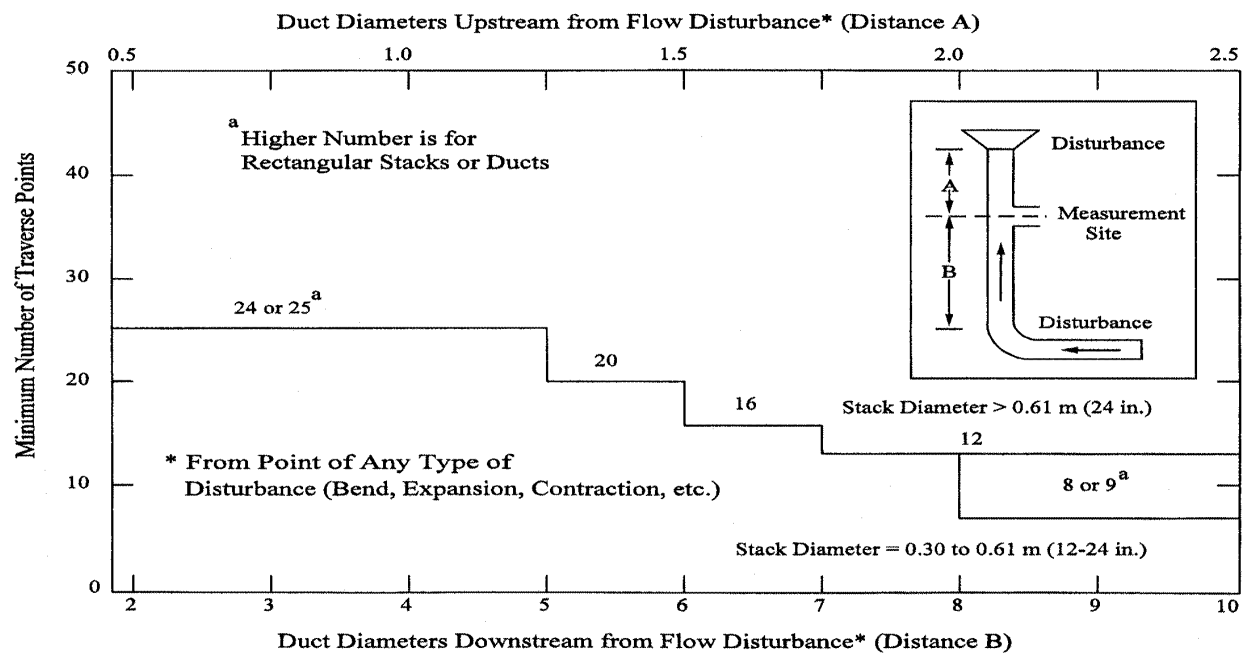 Duct Diameters Upstream from Flow Disturbance* (Distance A)
0.5 1.0 1.5 2.0 2.5
50
40
30
20
10
0
Minimum Number of Traverse Points
a Higher Number is for
Rectangular Stacks or Ducts
24 or 25a
20
16
12
8 or 9a
* From Point of Any Type of
Disturbance (Bend, Expansion, Contraction, etc.)
Disturbance
A
Measurement
Site
B
Disturbance
Stack Diameter > 0.61 m (24 in.)
Stack Diameter = 0.30 to 0.61 m (12-24 in.)
2 3 4 5 6 7 8 9 10
Duct Diameters Downstream from Flow Disturbance* (Distance B)